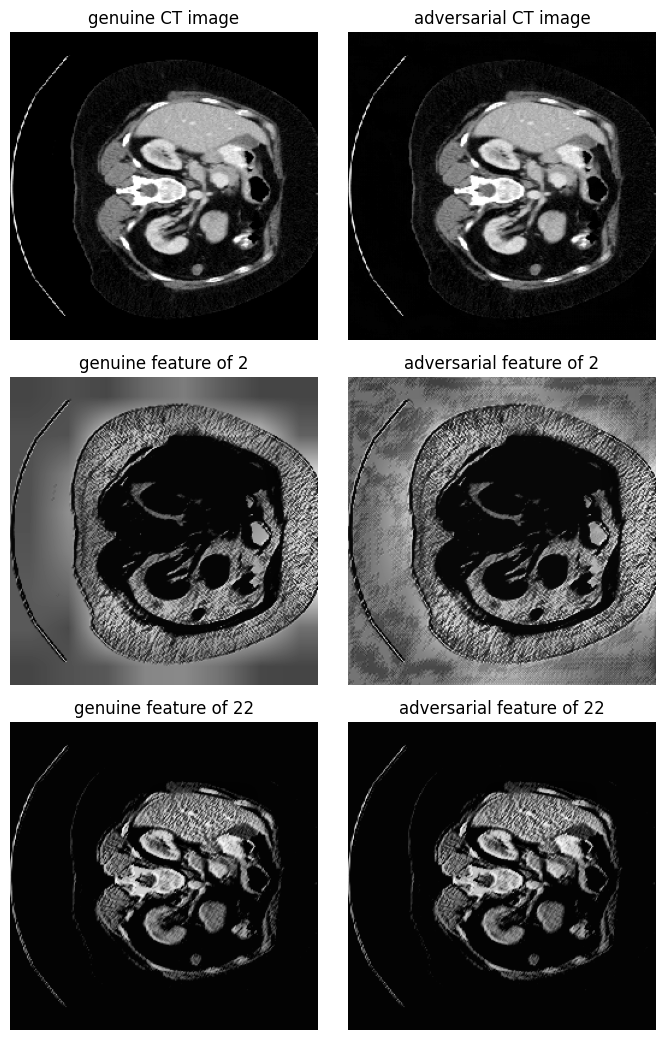 genuine CT image
adversarial CT image
genuine feature of 2
adversarial feature of 2
genuine feature of 22
adversarial feature of 22